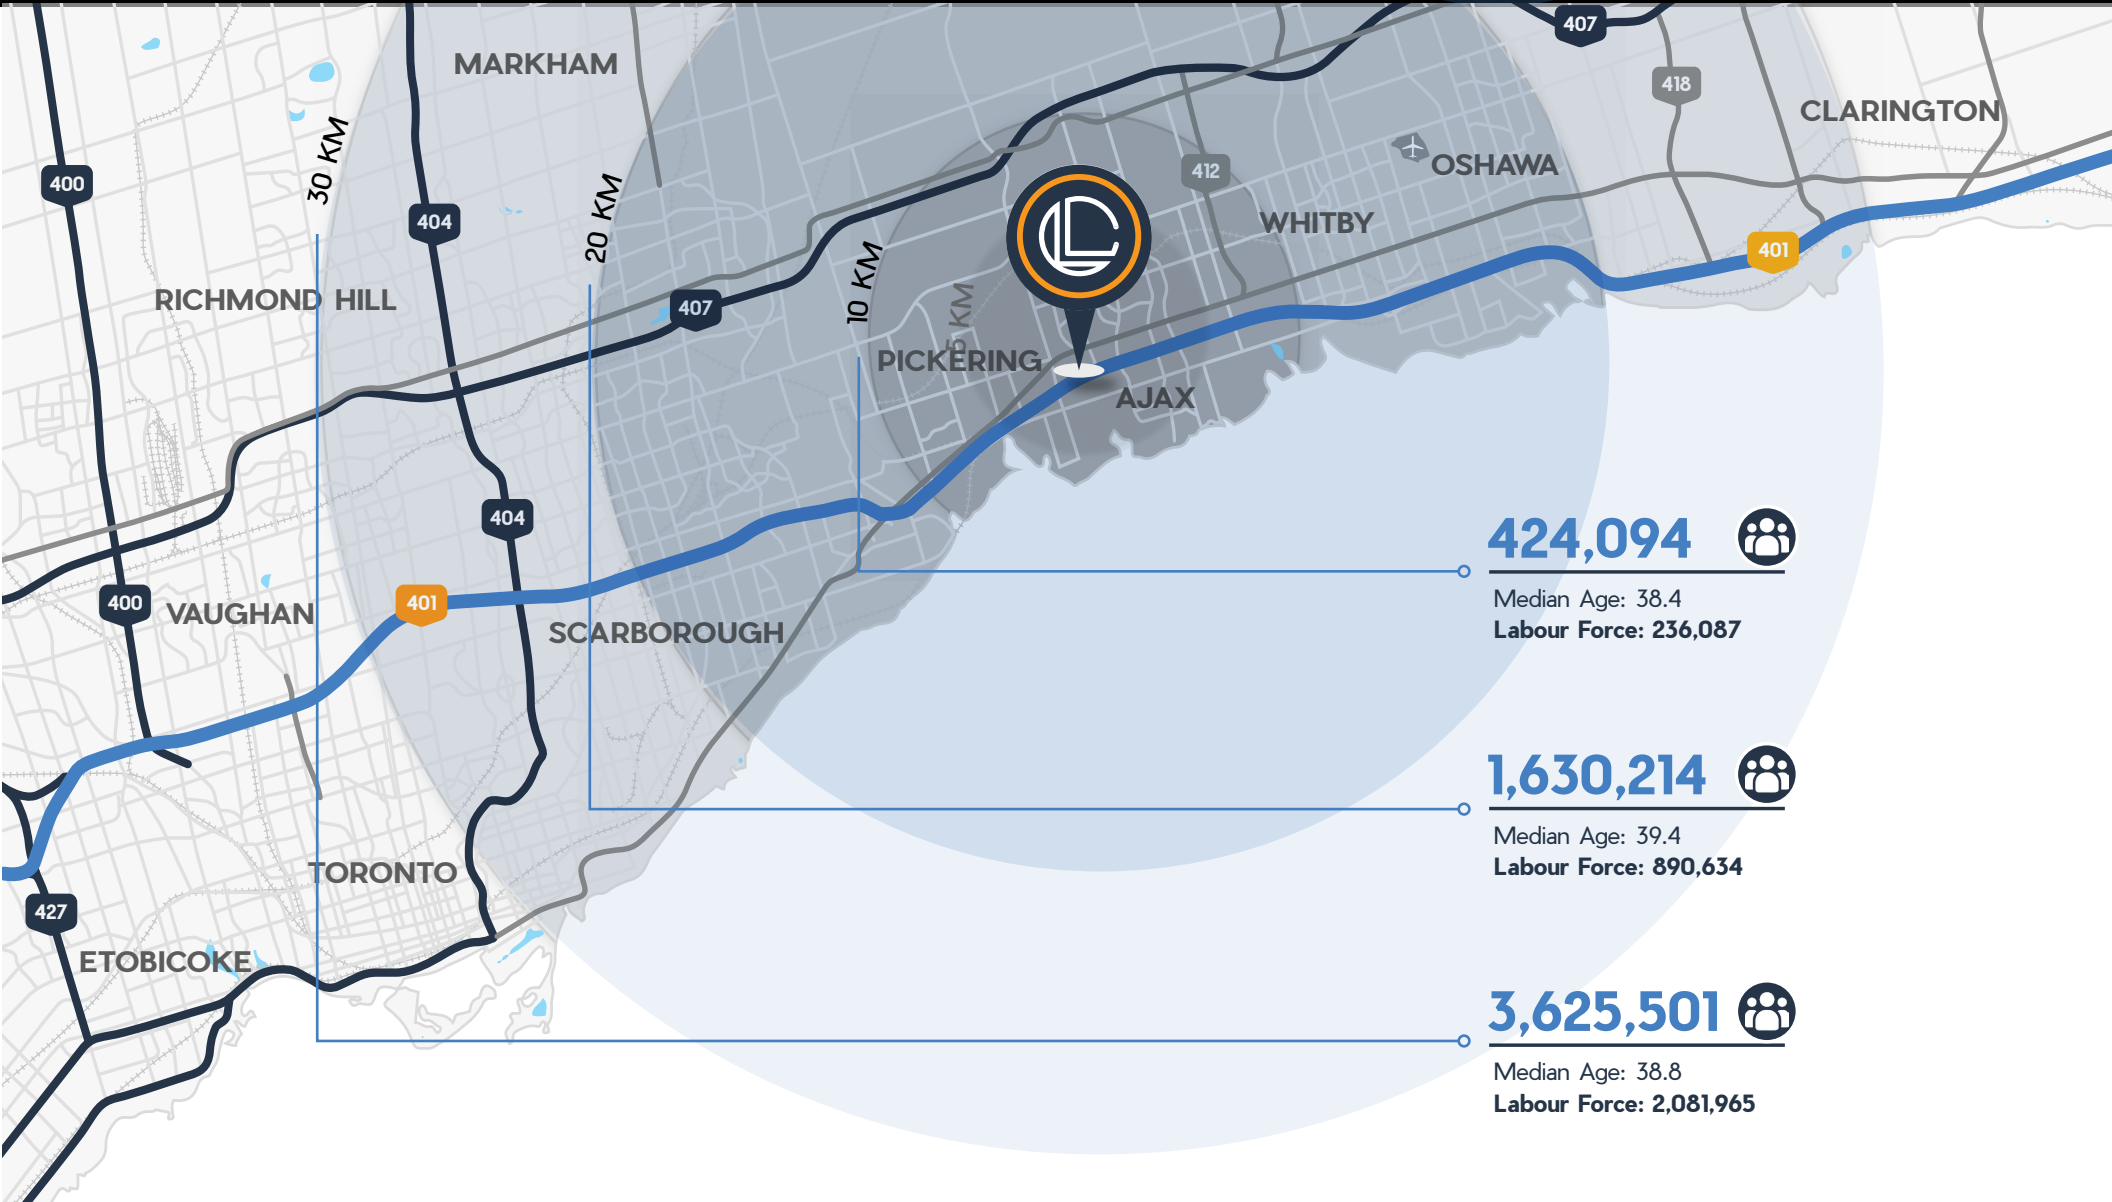 407
MARKHAM
418
CLARINGTON
30 KM
OSHAWA
400
412
20 KM
404
WHITBY
401
10 KM
RICHMOND HILL
407
5 KM
PICKERING
AJAX
404
424,094
Median Age: 38.4
Labour Force: 236,087
400
VAUGHAN
401
SCARBOROUGH
1,630,214
Median Age: 39.4
Labour Force: 890,634
TORONTO
427
ETOBICOKE
3,625,501
Median Age: 38.8
Labour Force: 2,081,965